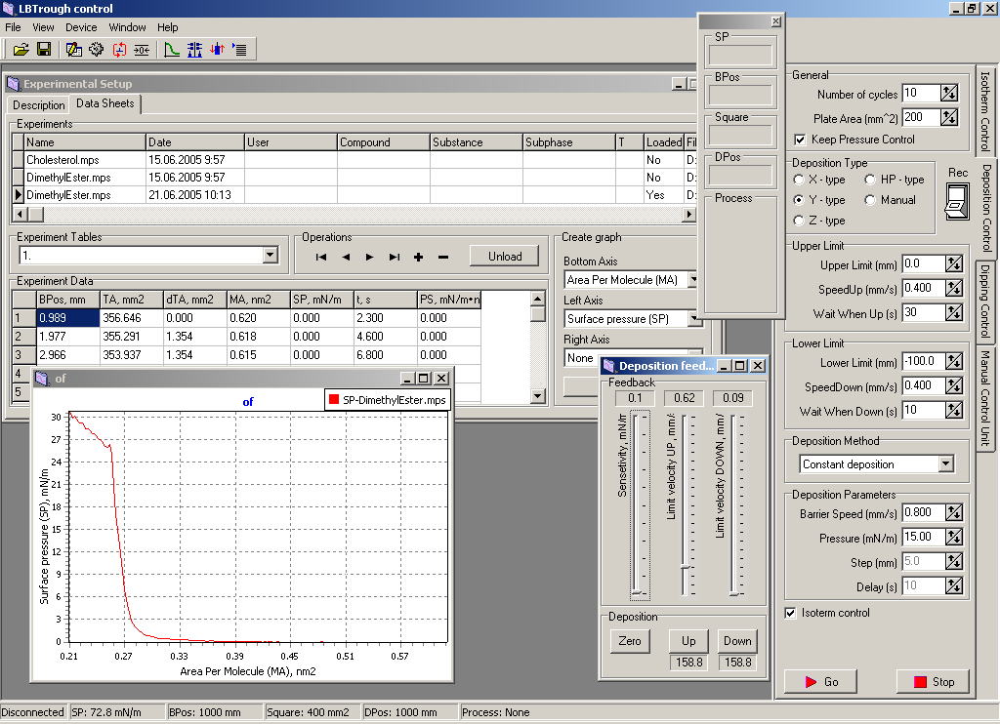 LBTrough control
File View Device Window Help
Experimental Setup
Description Data Sheets
Experiments
Name Date User Compound Substance Subphase T Loaded Fil
Cholesterol.mps 15.06.2005 9:57 No D:
DimethylEster.mps 15.06.2005 9:57 No D:
DimethylEster.mps 21.06.2005 10:13 Yes D:
Experiment Tables
1.
Operations
Unload
Create graph
Bottom Axis
Area Per Molecule (MA)
Left Axis
Surface pressure (SP)
Right Axis
None
Experiment Data
BPos, mm TA, mm2 dTA, mm2 MA, nm2 SP, mN/m t, s PS, mN/m•n
1 0.989 356.646 0.000 0.620 0.000 2.300 0.000
2 1.977 355.291 1.354 0.618 0.000 4.600 0.000
3 2.966 353.937 1.354 0.615 0.000 6.800 0.000
4
5
of
of
SP-DimethylEster.mps
Surface pressure (SP), mN/m
30
27
24
21
18
15
12
9
6
3
0
0.21 0.27 0.33 0.39 0.45 0.51 0.57
Area Per Molecule (MA), nm2
SP
BPos
Square
DPos
Process
Deposition feed...
Feedback
0.1 0.62 0.09
Sensetivity, mN/m
Limit velocity UP, mm/
Limit velocity DOWN, mm/
Deposition
Zero Up Down
158.8 158.8
General
Number of cycles 10
Plate Area (mm^2) 200
Keep Pressure Control
Deposition Type
X - type HP - type
Y - type Manual
Z - type
Rec
Upper Limit
Upper Limit (mm) 0.0
SpeedUp (mm/s) 0.400
Wait When Up (s) 30
Lower Limit
Lower Limit (mm) -100.0
SpeedDown (mm/s) 0.400
Wait When Down (s) 10
Deposition Method
Constant deposition
Deposition Parameters
Barrier Speed (mm/s) 0.800
Pressure (mN/m) 15.00
Step (mm) 5.0
Delay (s) 10
Isoterm control
Go Stop
Isotherm Control
Deposition Control
Dipping Control
Manual Control Unit
Disconnected SP: 72.8 mN/m BPos: 1000 mm Square: 400 mm2 DPos: 1000 mm Process: None